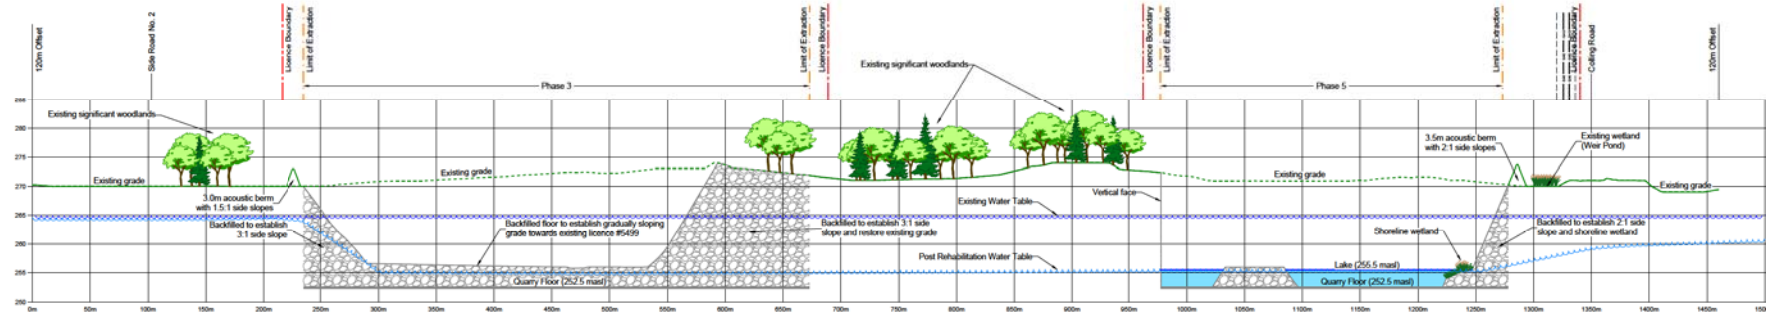 120m Offset
Side Road No. 2
Licence Boundary
Limit of Extraction
Limit of Extraction
Licence Boundary
Licence Boundary
Limit of Extraction
Limit of Extraction
Licence Boundary
Colling Road
120m Offset
Phase 3
Existing significant woodlands
Phase 5
Existing significant woodlands
3.5m acoustic berm
with 2:1 side slopes
Existing wetland
(Weir Pond)
280
275
270
265
260
255
250
Existing grade
Existing grade
Existing grade
Existing grade
3.0m acoustic berm
with 1.5:1 side slopes
Vertical face
Existing Water Table
Backfilled to establish
3:1 side slope
Backfilled floor to establish gradually sloping
grade towards existing licence #5499
Backfilled to establish 3:1 side
slope and restore existing grade
Shoreline wetland
Backfilled to establish 2:1
slope and shoreline wetland
Post Rehabilitation Water Table
Lake (255.5 masl)
Quarry Floor (252.5 masl)
Quarry Floor (252.5 masl)
0m
50m
100m
150m
200m
250m
300m
350m
400m
450m
500m
550m
600m
650m
700m
750m
800m
850m
900m
950m
1000m
1050m
1100m
1150m
1200m
1250m
1300m
1350m
1400m
1450m